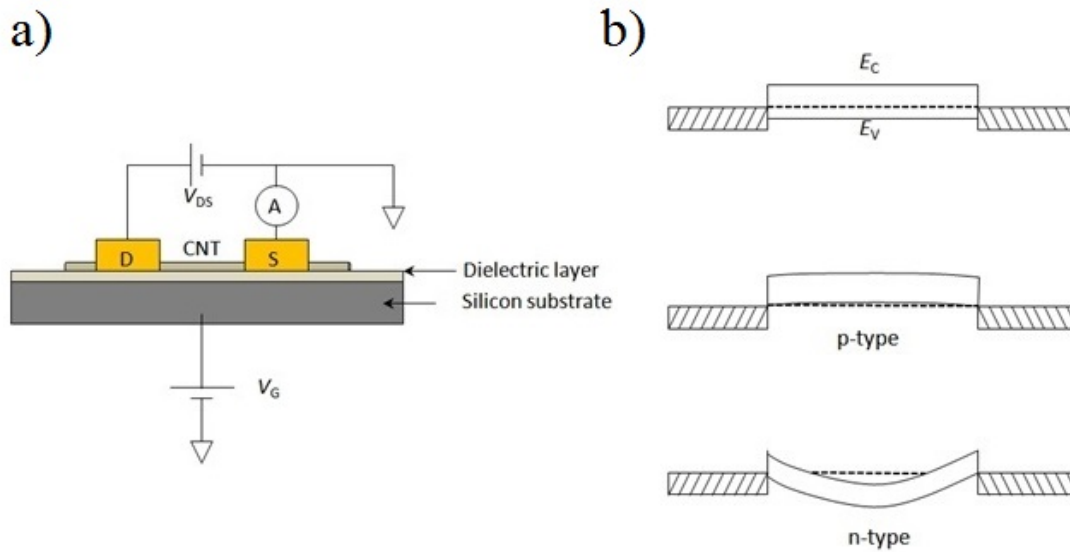 a)
b)
E_C
E_V
V_DS
A
D
CNT
S
Dielectric layer
Silicon substrate
p-type
V_G
n-type